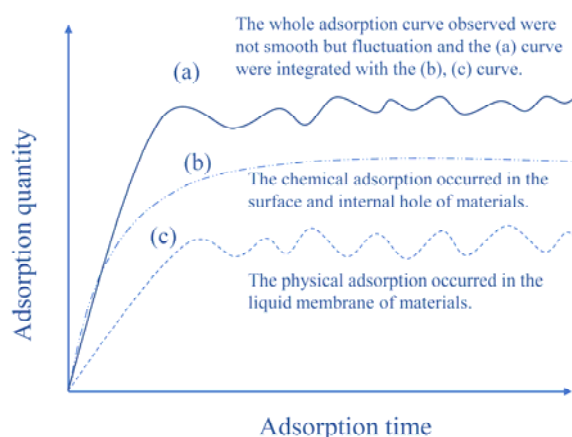 The whole adsorption curve observed were
not smooth but fluctuation and the (a) curve
were integrated with the (b), (c) curve.
(a)
(b)
The chemical adsorption occurred in the
surface and internal hole of materials.
(c)
The physical adsorption occurred in the
liquid membrane of materials.
Adsorption quantity
Adsorption time